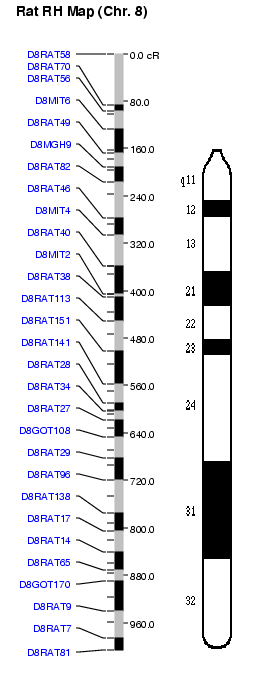 Rat RH Map (Chr. 8)
D8RAT58
D8RAT70
D8RAT56
D8MIT6
D8RAT49
D8MGH9
D8RAT82
D8RAT46
D8MIT4
D8RAT40
D8MIT2
D8RAT38
D8RAT113
D8RAT151
D8RAT141
D8RAT28
D8RAT34
D8RAT27
D8GOT108
D8RAT29
D8RAT96
D8RAT138
D8RAT17
D8RAT14
D8RAT65
D8GOT170
D8RAT9
D8RAT7
D8RAT81
0.0 cR
80.0
160.0
240.0
320.0
400.0
480.0
560.0
640.0
720.0
800.0
880.0
960.0
q11
12
13
21
22
23
24
31
32